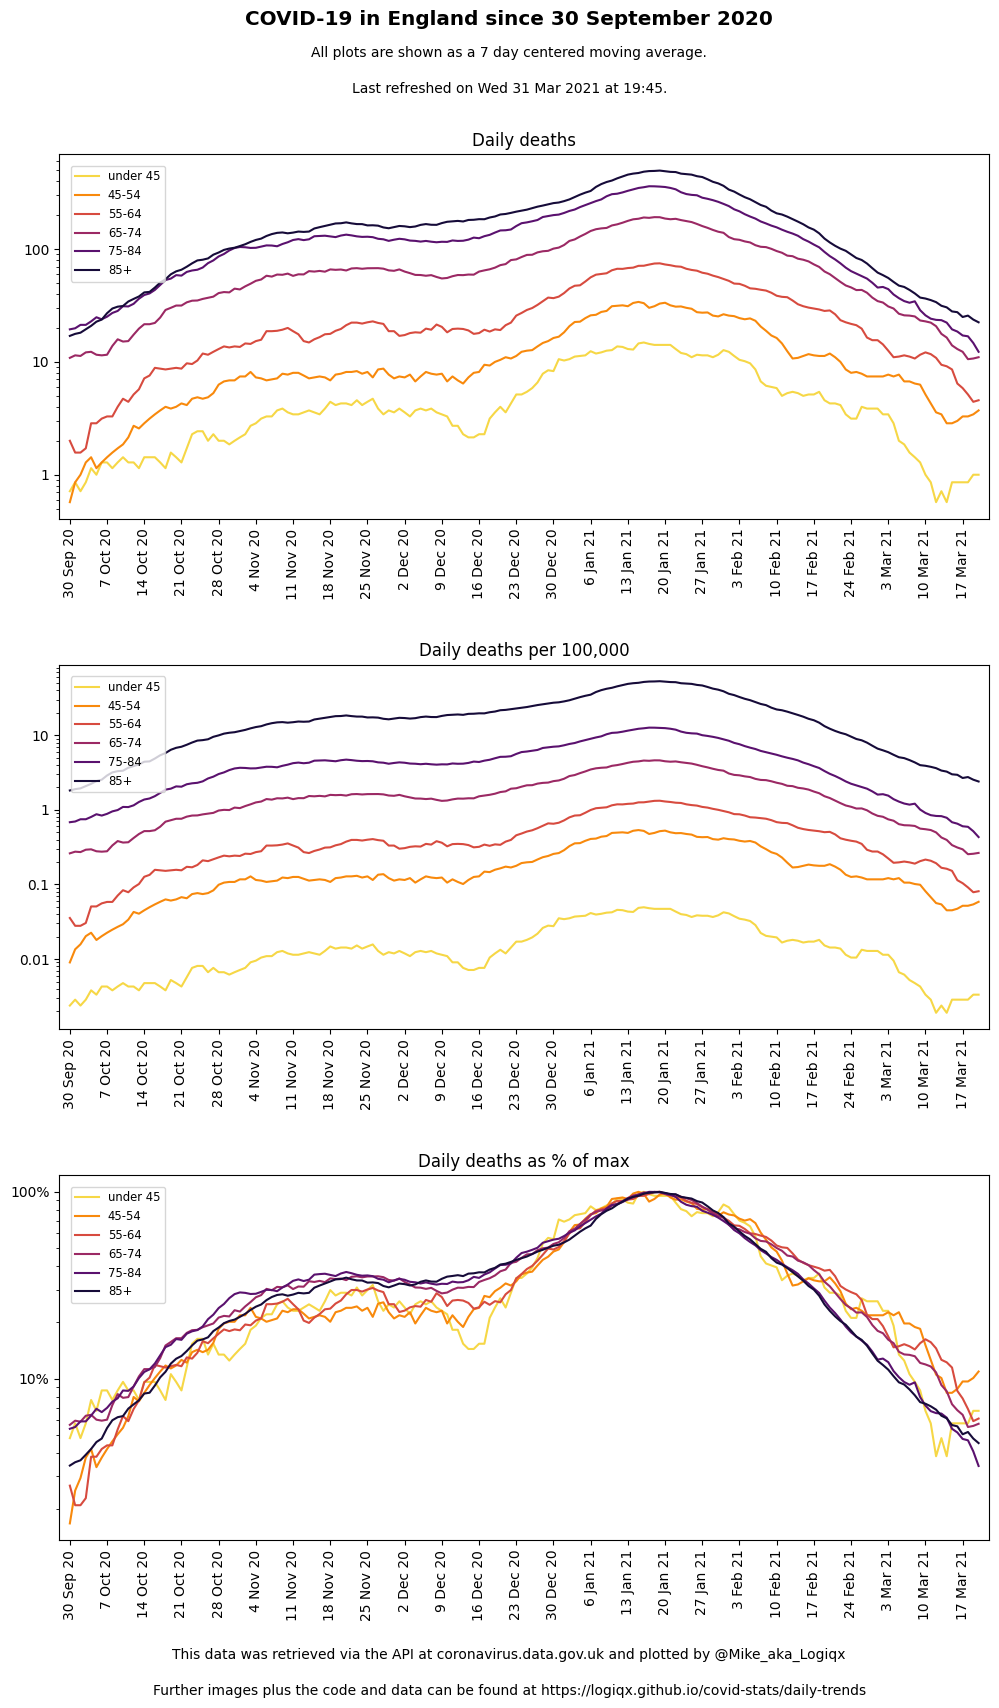 COVID-19 in England since 30 September 2020
All plots are shown as a 7 day centered moving average.
Last refreshed on Wed 31 Mar 2021 at 19:45.
Daily deaths
under 45
45-54
55-64
65-74
75-84
85+
100
10
1
30 Sep 20
7 Oct 20
14 Oct 20
21 Oct 20
28 Oct 20
4 Nov 20
11 Nov 20
18 Nov 20
25 Nov 20
2 Dec 20
9 Dec 20
16 Dec 20
23 Dec 20
30 Dec 20
6 Jan 21
13 Jan 21
20 Jan 21
27 Jan 21
3 Feb 21
10 Feb 21
17 Feb 21
24 Feb 21
3 Mar 21
10 Mar 21
17 Mar 21
Daily deaths per 100,000
under 45
45-54
55-64
65-74
75-84
85+
10
1
0.1
0.01
30 Sep 20
7 Oct 20
14 Oct 20
21 Oct 20
28 Oct 20
4 Nov 20
11 Nov 20
18 Nov 20
25 Nov 20
2 Dec 20
9 Dec 20
16 Dec 20
23 Dec 20
30 Dec 20
6 Jan 21
13 Jan 21
20 Jan 21
27 Jan 21
3 Feb 21
10 Feb 21
17 Feb 21
24 Feb 21
3 Mar 21
10 Mar 21
17 Mar 21
Daily deaths as % of max
under 45
45-54
55-64
65-74
75-84
85+
100%
10%
30 Sep 20
7 Oct 20
14 Oct 20
21 Oct 20
28 Oct 20
4 Nov 20
11 Nov 20
18 Nov 20
25 Nov 20
2 Dec 20
9 Dec 20
16 Dec 20
23 Dec 20
30 Dec 20
6 Jan 21
13 Jan 21
20 Jan 21
27 Jan 21
3 Feb 21
10 Feb 21
17 Feb 21
24 Feb 21
3 Mar 21
10 Mar 21
17 Mar 21
This data was retrieved via the API at coronavirus.data.gov.uk and plotted by @Mike_aka_Logiqx
Further images plus the code and data can be found at https://logiqx.github.io/covid-stats/daily-trends